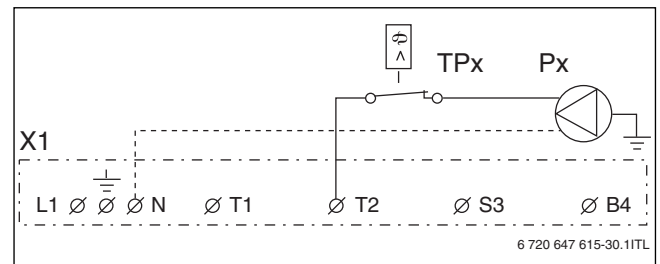 ϑ >
TPx Px
X1
L1 N T1 T2 S3 B4
6 720 647 615-30.1ITL